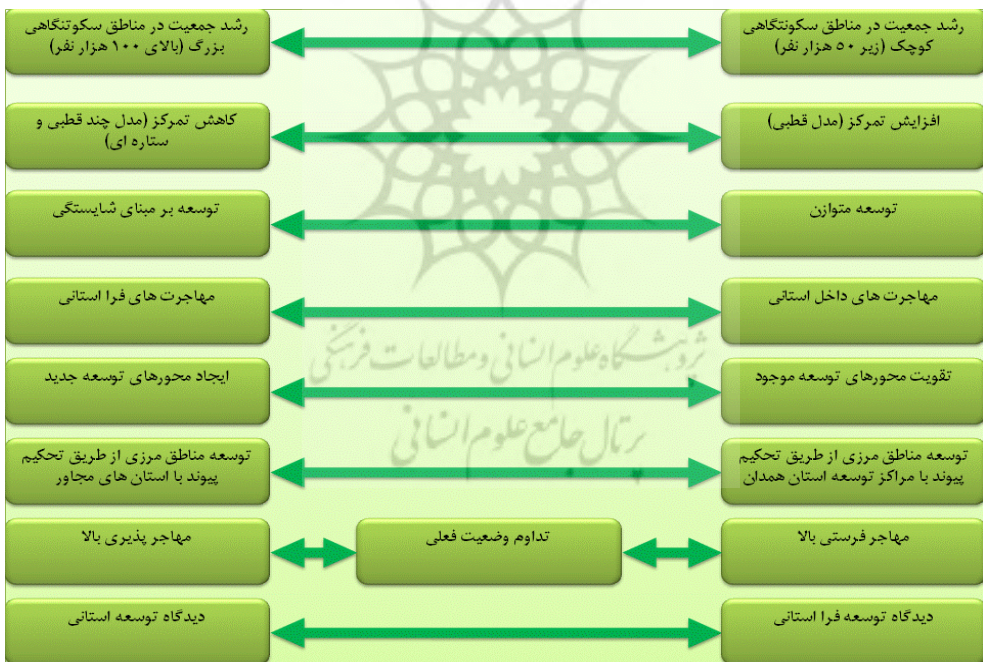 رشد جمعیت در مناطق سکونتگاهی
کوچک (زیر ۵۰ هزار نفر)
رشد جمعیت در مناطق سکوتنگاهی
بزرگ (بالای ۱۰۰ هزار نفر)
افزایش تمرکز (مدل قطبی)
کاهش تمرکز (مدل چند قطبی و
ستاره ای)
توسعه متوازن
توسعه بر مبنای شایستگی
مهاجرت های داخل استانی
مهاجرت های فرا استانی
تقویت محورهای توسعه موجود
ایجاد محورهای توسعه جدید
توسعه مناطق مرزی از طریق تحکیم
پیوند با مراکز توسعه استان همدان
توسعه مناطق مرزی از طریق تحکیم
پیوند با استان های مجاور
مهاجر فرستی بالا
تداوم وضعیت فعلی
مهاجر پذیری بالا
دیدگاه توسعه فرا استانی
دیدگاه توسعه استانی
پژوهشگاه علوم انسانی و مطالعات فرهنگی
پرتال جامع علوم انسانی